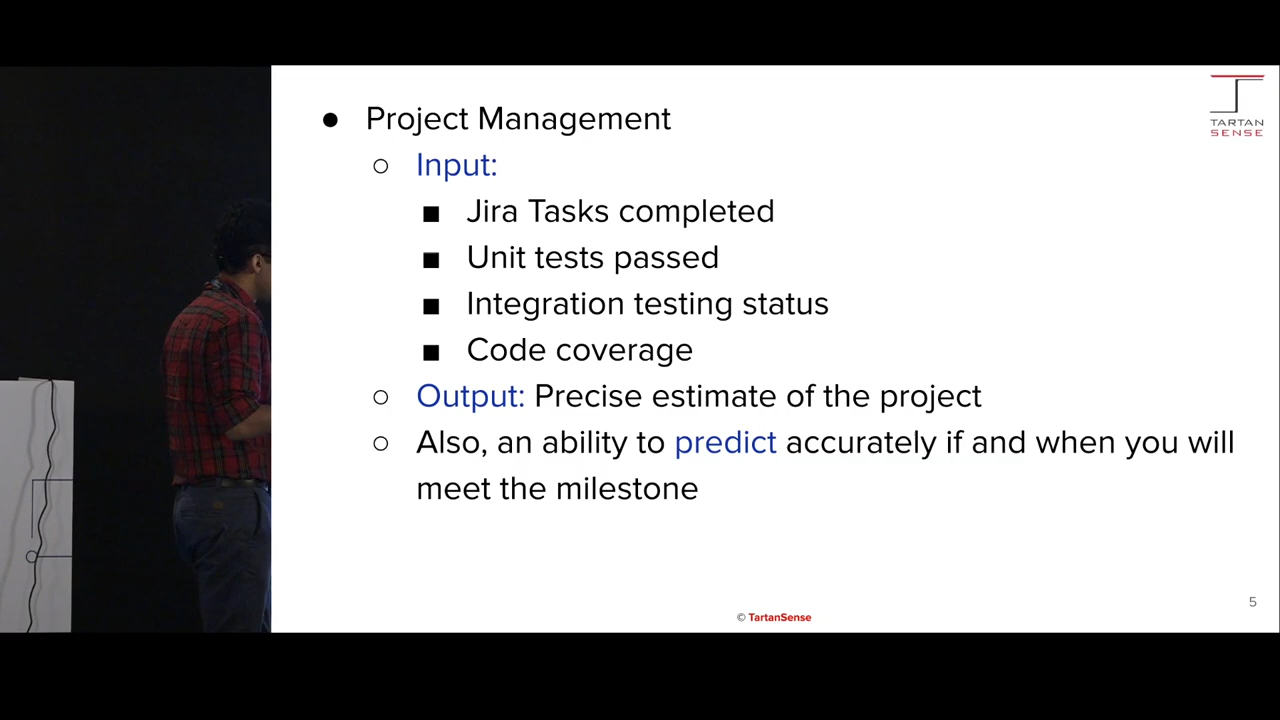 ● Project Management
TARTAN
SENSE
○ Input:
■ Jira Tasks completed
■ Unit tests passed
■ Integration testing status
■ Code coverage
○ Output: Precise estimate of the project
○ Also, an ability to predict accurately if and when you will
meet the milestone
5
© TartanSense